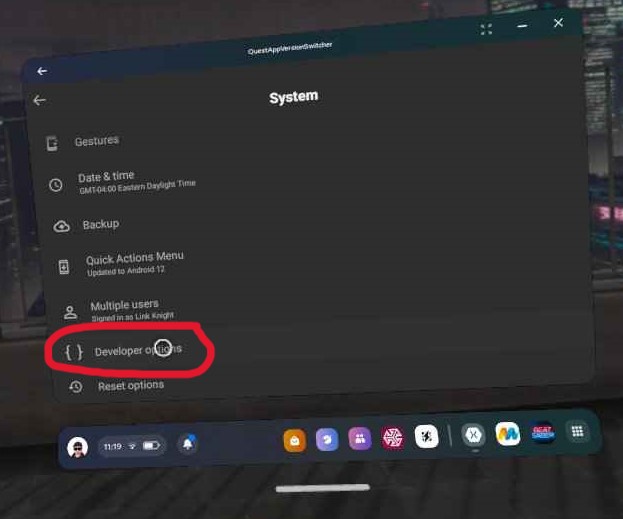 QuestAppVersionSwitcher
System
Gestures
Date & time
GMT-04:00 Eastern Daylight Time
Backup
Quick Actions Menu
Updated to Android 12
Multiple users
Signed in as Link Knight
{ } Developer options
Reset options
11:19
BEAT
SABER